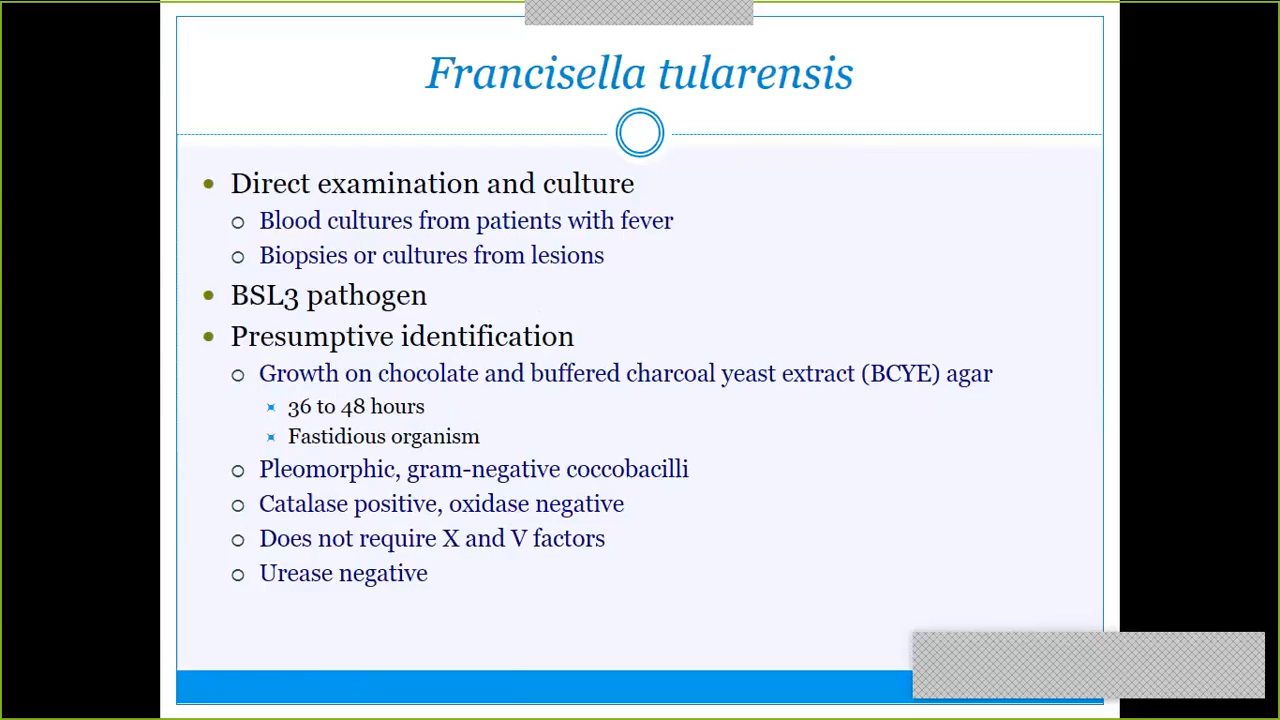 Francisella tularensis
Direct examination and culture
Blood cultures from patients with fever
Biopsies or cultures from lesions
BSL3 pathogen
Presumptive identification
Growth on chocolate and buffered charcoal yeast extract (BCYE) agar
36 to 48 hours
Fastidious organism
Pleomorphic, gram-negative coccobacilli
Catalase positive, oxidase negative
Does not require X and V factors
Urease negative